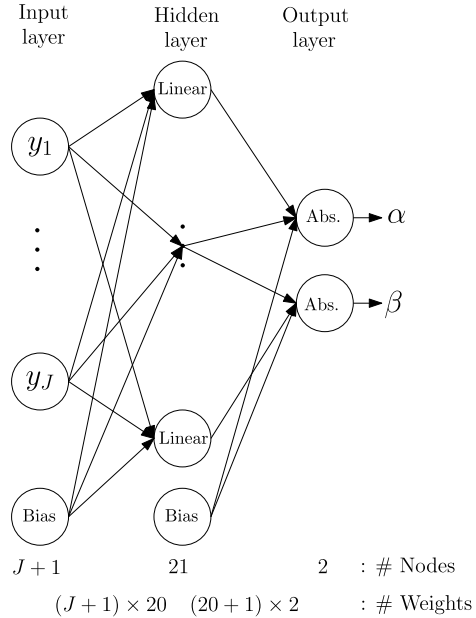 Input
layer
Hidden
layer
Output
layer
Linear
y₁
Abs.
α
Abs.
β
y_J
Linear
Bias
Bias
J + 1
21
2
: # Nodes
(J + 1) × 20
(20 + 1) × 2
: # Weights